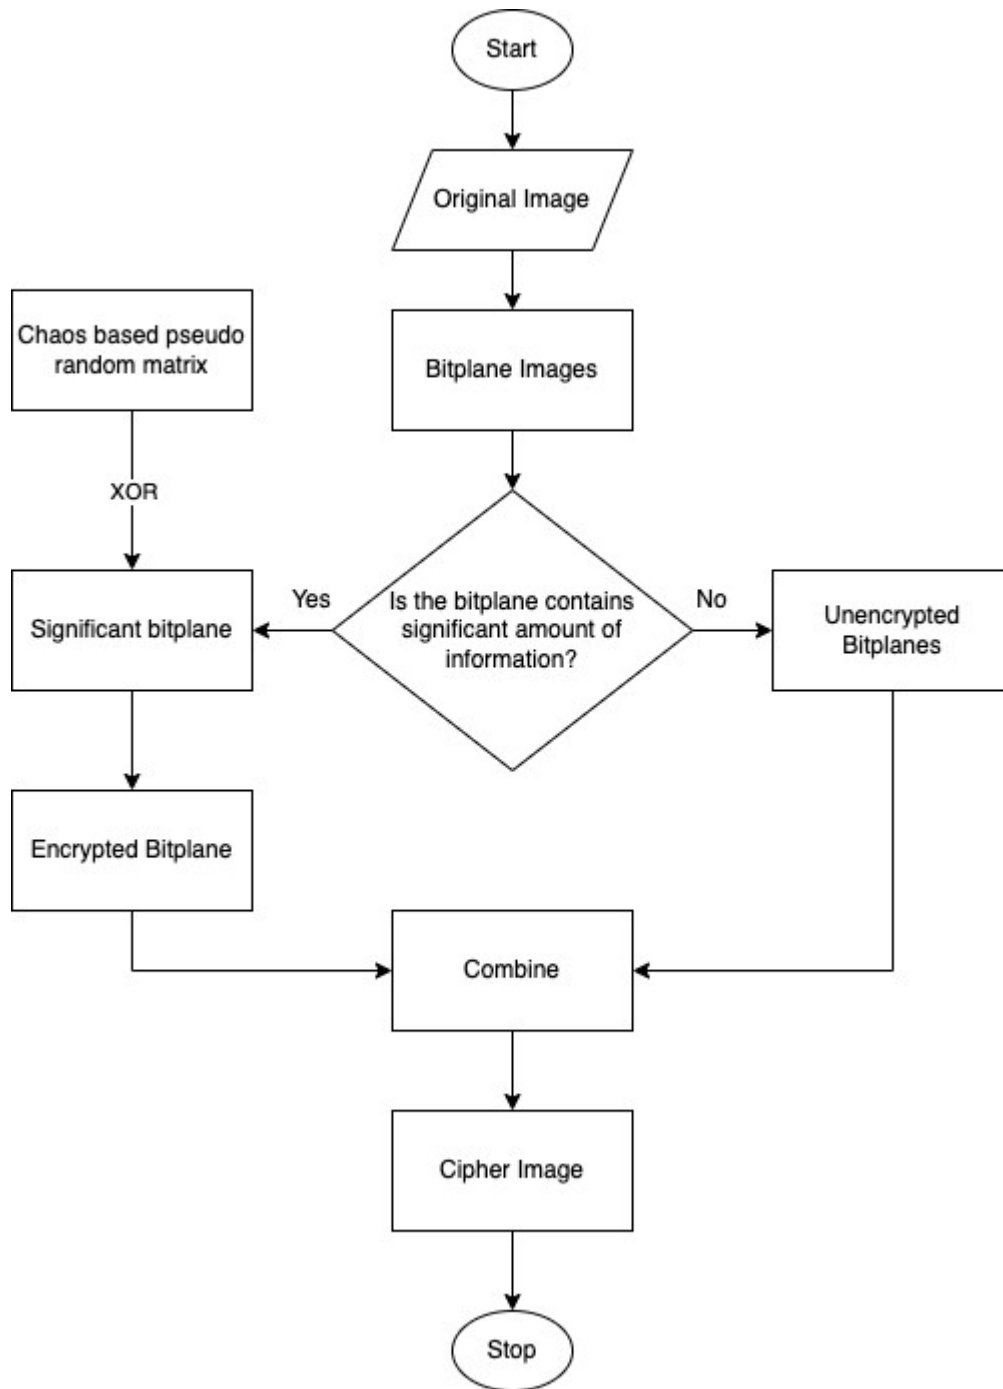 Start
Original Image
Chaos based pseudo
random matrix
Bitplane Images
XOR
Yes
Is the bitplane contains
significant amount of
information?
No
Significant bitplane
Unencrypted
Bitplanes
Encrypted Bitplane
Combine
Cipher Image
Stop